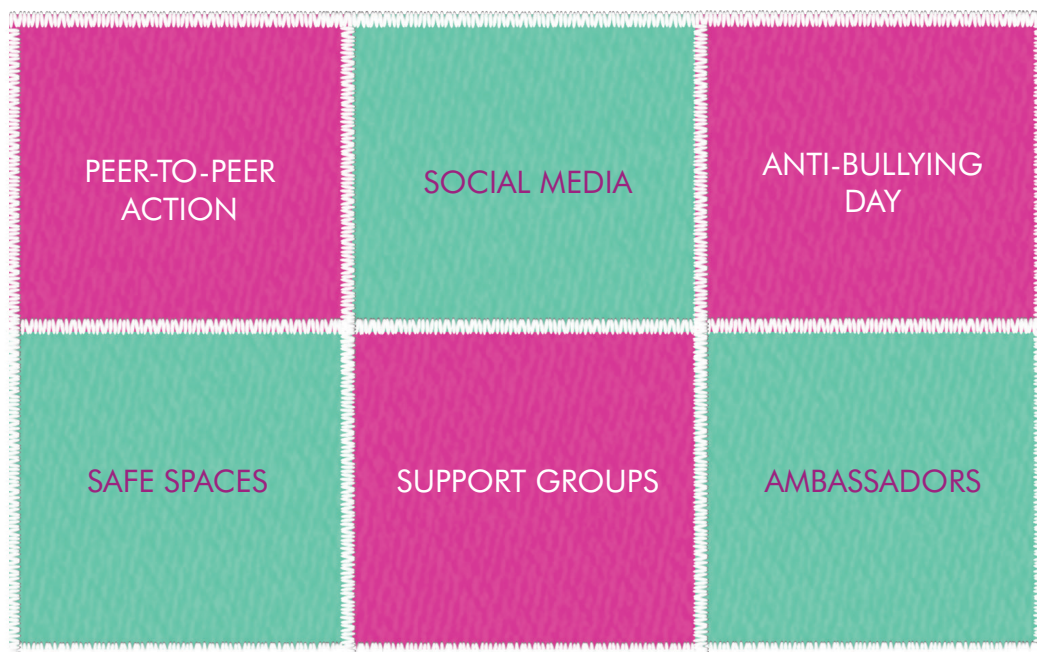 PEER-TO-PEER
ACTION
SOCIAL MEDIA
ANTI-BULLYING
DAY
SAFE SPACES
SUPPORT GROUPS
AMBASSADORS